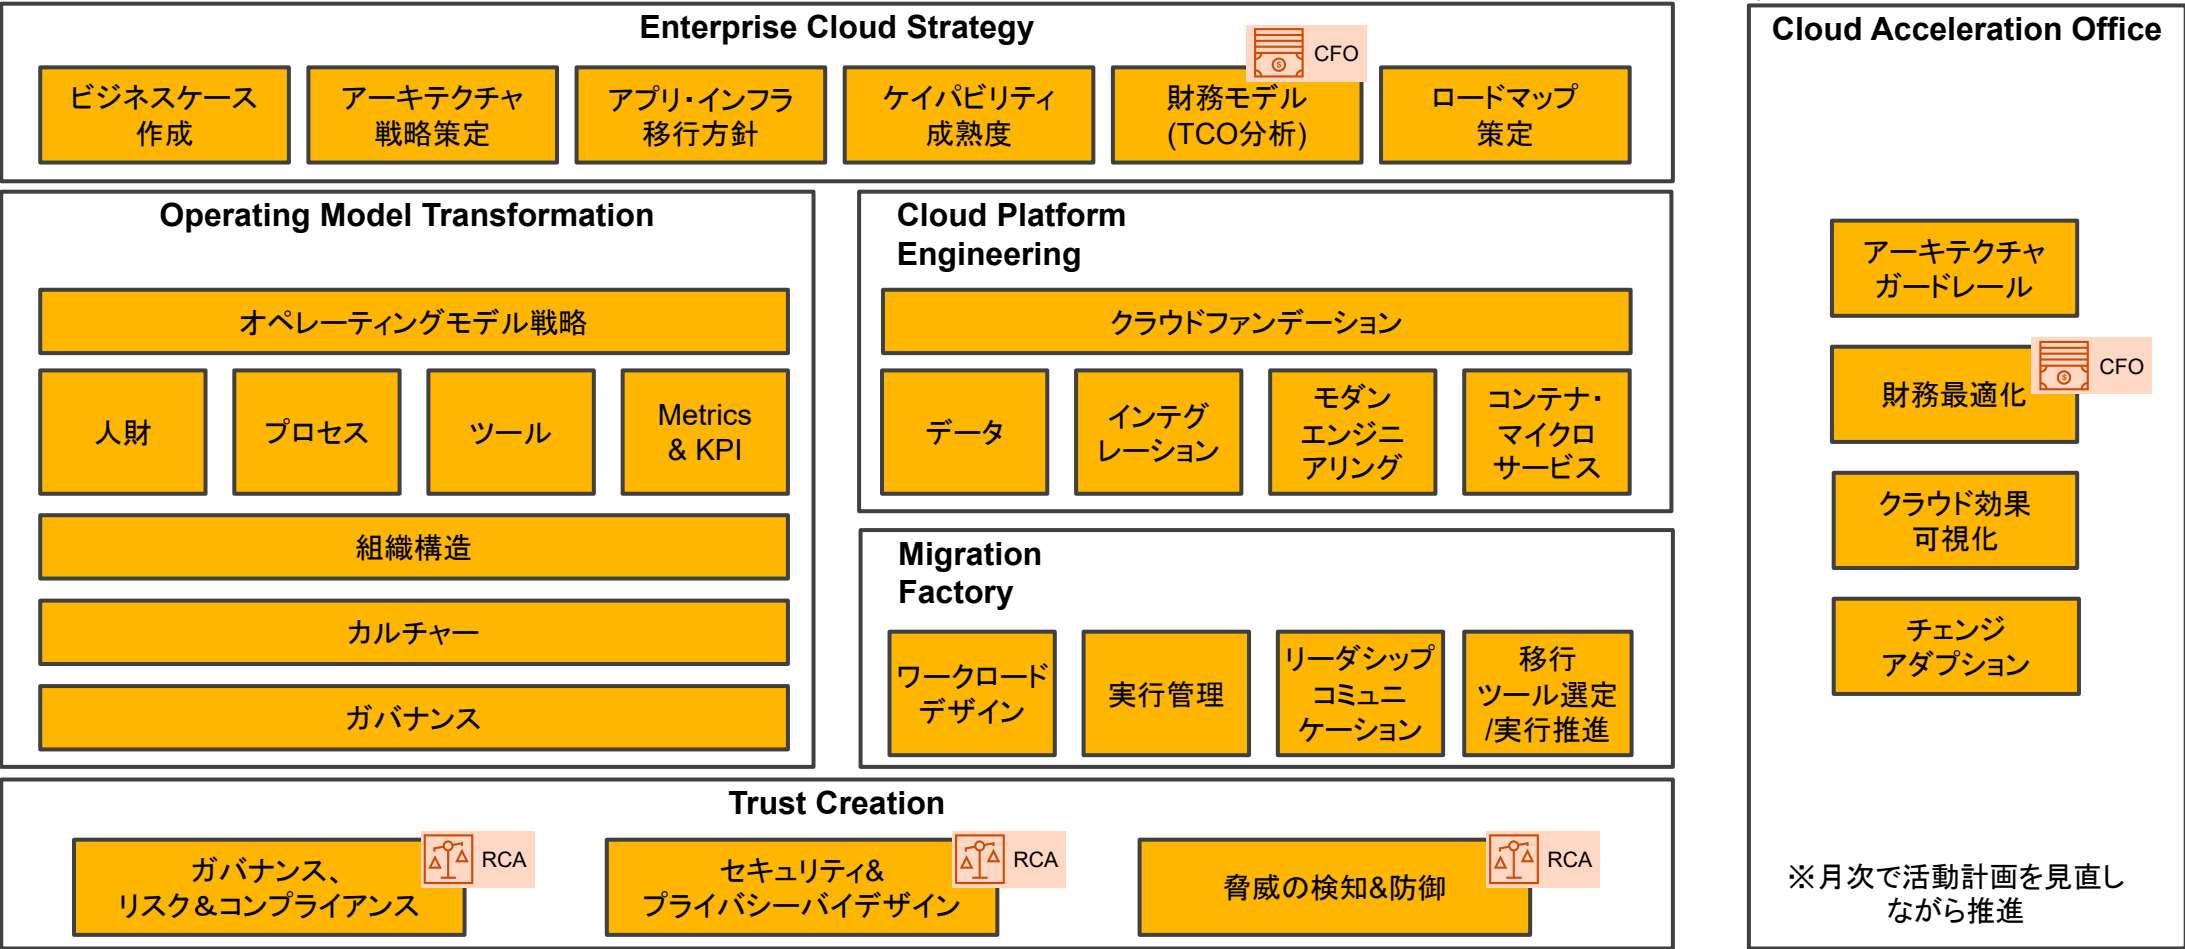 Enterprise Cloud Strategy
CFO
ビジネスケース
作成
アーキテクチャ
戦略策定
アプリ・インフラ
移行方針
ケイパビリティ
成熟度
財務モデル
(TCO分析)
ロードマップ
策定
Operating Model Transformation
オペレーティングモデル戦略
人財
プロセス
ツール
Metrics
& KPI
組織構造
カルチャー
ガバナンス
Cloud Platform
Engineering
クラウドファンデーション
データ
インテグ
レーション
モダン
エンジニ
アリング
コンテナ・
マイクロ
サービス
Migration
Factory
ワークロード
デザイン
実行管理
リーダシップ
コミュニ
ケーション
移行
ツール選定
/実行推進
Trust Creation
ガバナンス、
リスク＆コンプライアンス
RCA
セキュリティ&
プライバシーバイデザイン
RCA
脅威の検知&防御
RCA
Cloud Acceleration Office
アーキテクチャ
ガードレール
CFO
財務最適化
クラウド効果
可視化
チェンジ
アダプション
※月次で活動計画を見直し
ながら推進